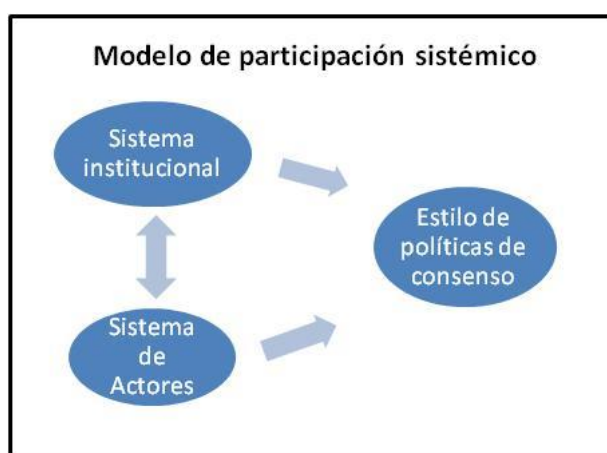 Modelo de participación sistémico
Sistema
institucional
Estilo de
políticas de
consenso
Sistema
de
Actores